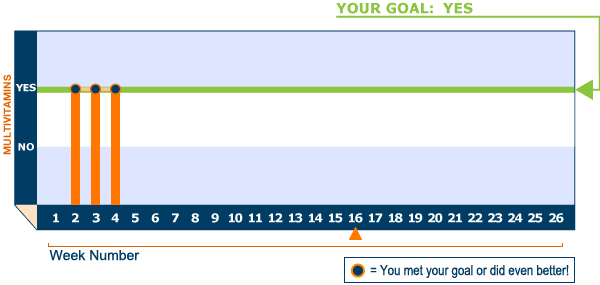 YOUR GOAL: YES
MULTIVITAMINS
YES
NO
1 2 3 4 5 6 7 8 9 10 11 12 13 14 15 16 17 18 19 20 21 22 23 24 25 26
Week Number
= You met your goal or did even better!